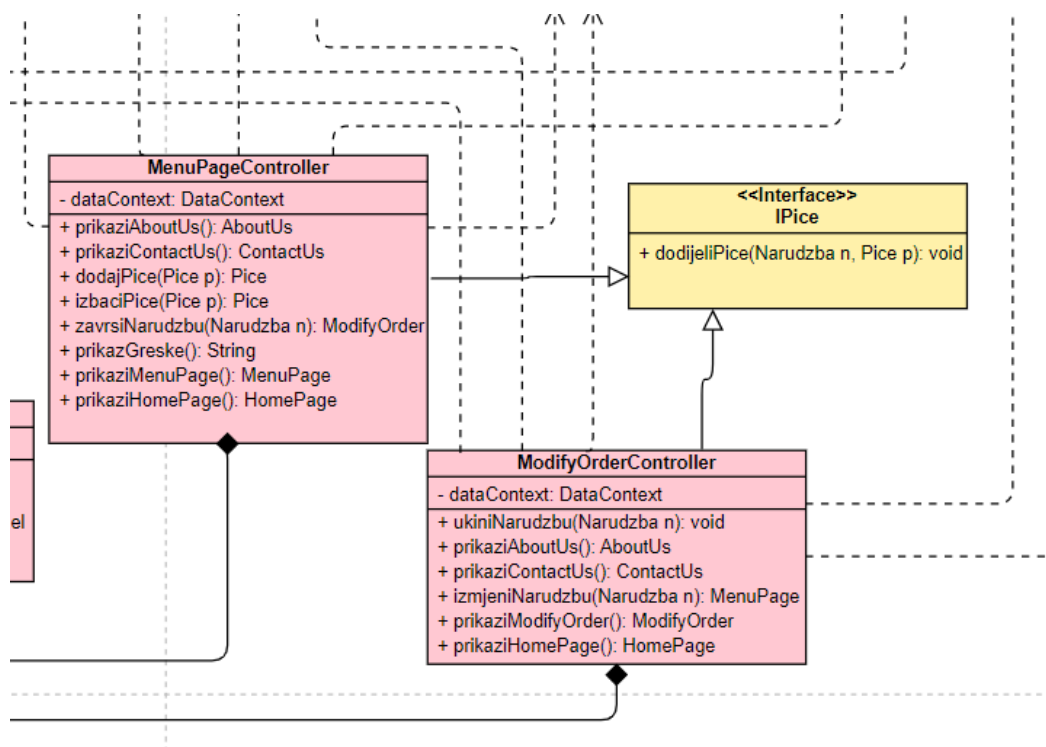 MenuPageController
- dataContext: DataContext
+ prikaziAboutUs(): AboutUs
+ prikaziContactUs(): ContactUs
+ dodajPice(Pice p): Pice
+ izbaciPice(Pice p): Pice
+ zavrsiNarudzbu(Narudzba n): ModifyOrder
+ prikazGreske(): String
+ prikaziMenuPage(): MenuPage
+ prikaziHomePage(): HomePage
<<Interface>>
IPice
+ dodijeliPice(Narudzba n, Pice p): void
el
ModifyOrderController
- dataContext: DataContext
+ ukiniNarudzbu(Narudzba n): void
+ prikaziAboutUs(): AboutUs
+ prikaziContactUs(): ContactUs
+ izmjeniNarudzbu(Narudzba n): MenuPage
+ prikaziModifyOrder(): ModifyOrder
+ prikaziHomePage(): HomePage